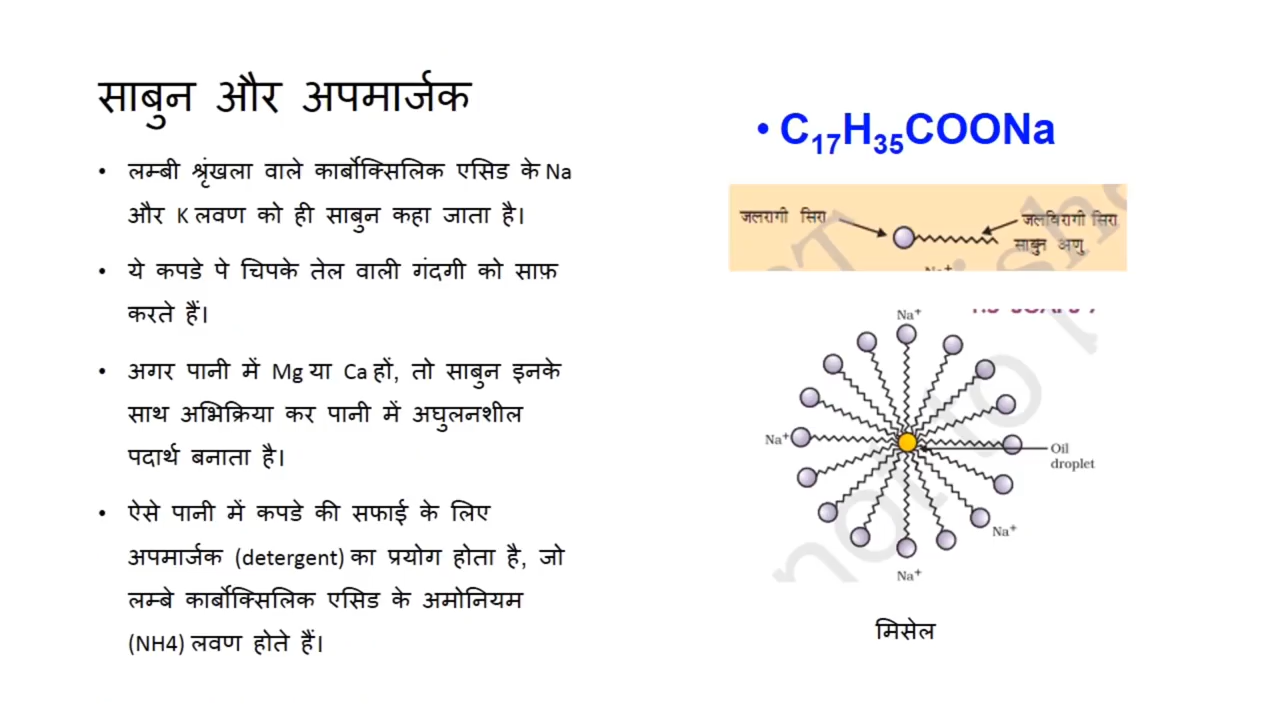 साबुन और अपमार्जक
• लम्बी श्रृंखला वाले कार्बोक्सिलिक एसिड के Na
और K लवण को ही साबुन कहा जाता है।
• ये कपडे पे चिपके तेल वाली गंदगी को साफ़
करते हैं।
• अगर पानी में Mg या Ca हों, तो साबुन इनके
साथ अभिक्रिया कर पानी में अघुलनशील
पदार्थ बनाता है।
• ऐसे पानी में कपडे की सफाई के लिए
अपमार्जक (detergent) का प्रयोग होता है, जो
लम्बे कार्बोक्सिलिक एसिड के अमोनियम
(NH4) लवण होते हैं।
• C₁₇H₃₅COONa
जलरागी सिरा
जलविरागी सिरा
साबुन अणु
Na⁺
Na⁺
Oil
droplet
Na⁺
Na⁺
not to
मिसेल